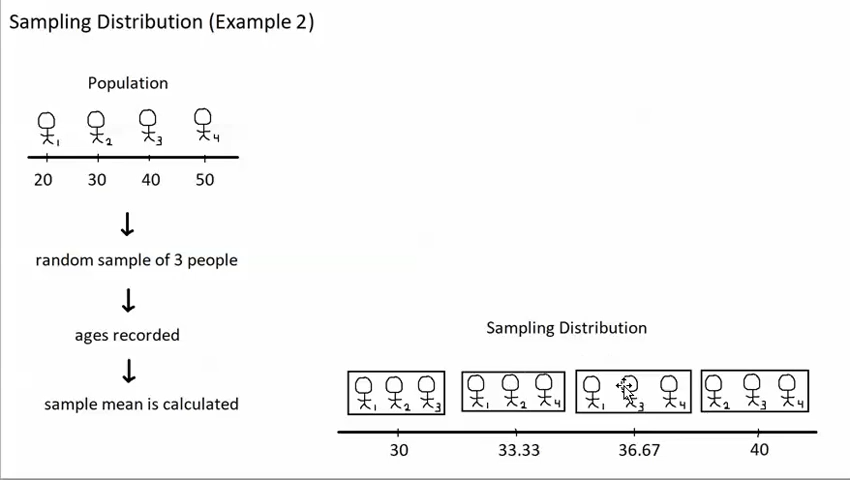 Sampling Distribution (Example 2)
Population
1 2 3 4
20 30 40 50
random sample of 3 people
ages recorded
sample mean is calculated
Sampling Distribution
1 2 3 1 2 4 1 3 4 2 3 4
30 33.33 36.67 40